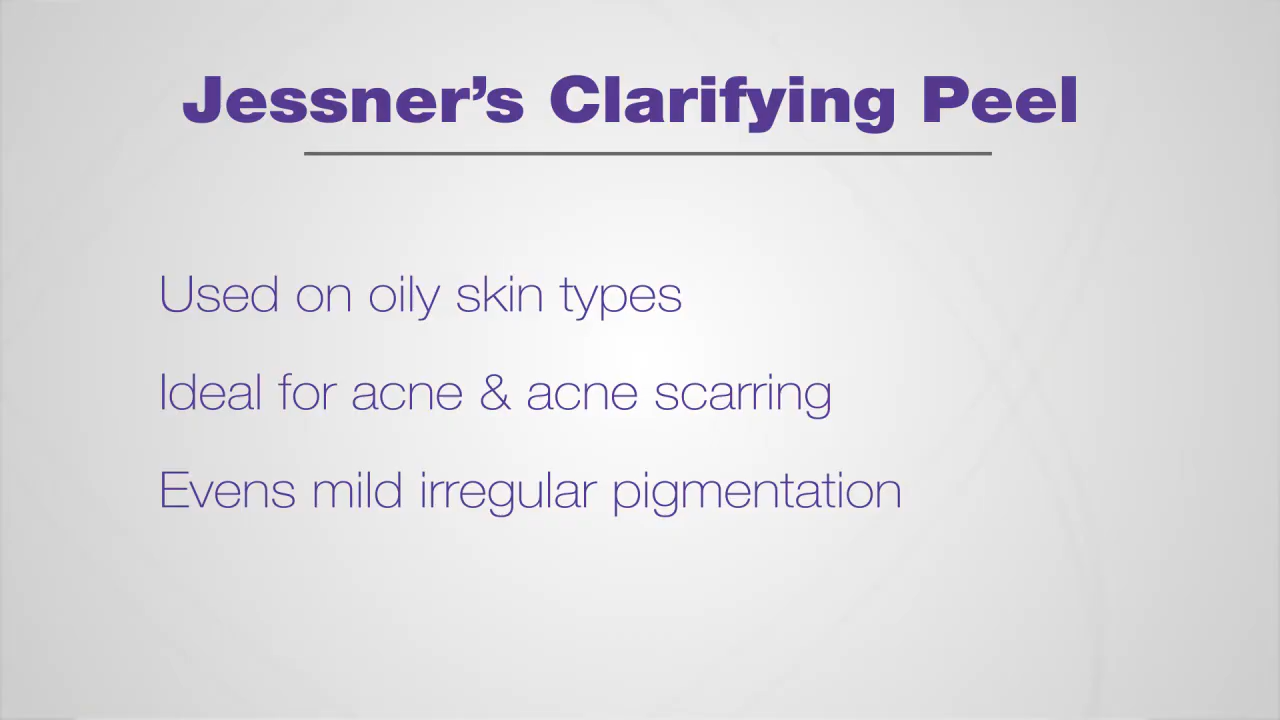 Jessner’s Clarifying Peel
Used on oily skin types
Ideal for acne & acne scarring
Evens mild irregular pigmentation